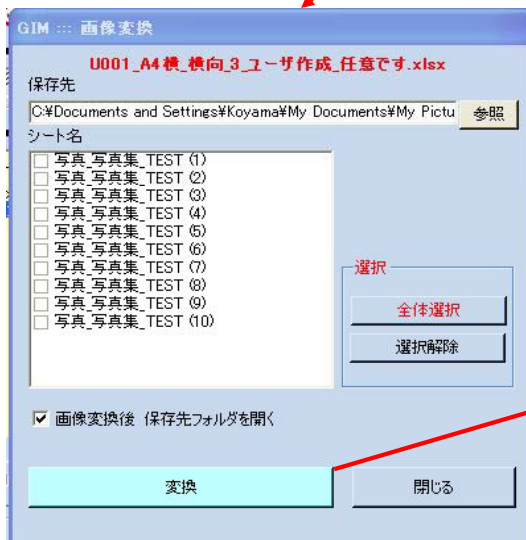 GIM ::: 画像変換
U001_A4横_横向_3_ユーザ作成_任意です.xlsx
保存先
C:¥Documents and Settings¥Koyama¥My Documents¥My Pictu
参照
シート名
写真_写真集_TEST (1)
写真_写真集_TEST (2)
写真_写真集_TEST (3)
写真_写真集_TEST (4)
写真_写真集_TEST (5)
写真_写真集_TEST (6)
写真_写真集_TEST (7)
写真_写真集_TEST (8)
写真_写真集_TEST (9)
写真_写真集_TEST (10)
選択
全体選択
選択解除
画像変換後 保存先フォルダを開く
変換
閉じる